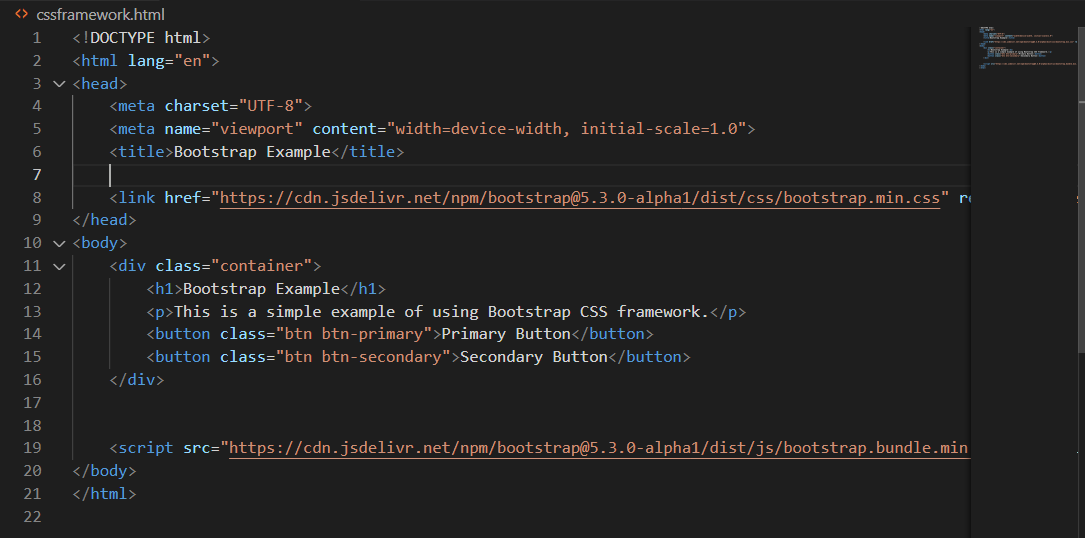 cssframework.html
1 <!DOCTYPE html>
2 <html lang="en">
3 <head>
4 <meta charset="UTF-8">
5 <meta name="viewport" content="width=device-width, initial-scale=1.0">
6 <title>Bootstrap Example</title>
7
8 <link href="https://cdn.jsdelivr.net/npm/bootstrap@5.3.0-alpha1/dist/css/bootstrap.min.css" re
9 </head>
10 <body>
11 <div class="container">
12 <h1>Bootstrap Example</h1>
13 <p>This is a simple example of using Bootstrap CSS framework.</p>
14 <button class="btn btn-primary">Primary Button</button>
15 <button class="btn btn-secondary">Secondary Button</button>
16 </div>
17
18
19 <script src="https://cdn.jsdelivr.net/npm/bootstrap@5.3.0-alpha1/dist/js/bootstrap.bundle.min
20 </body>
21 </html>
22